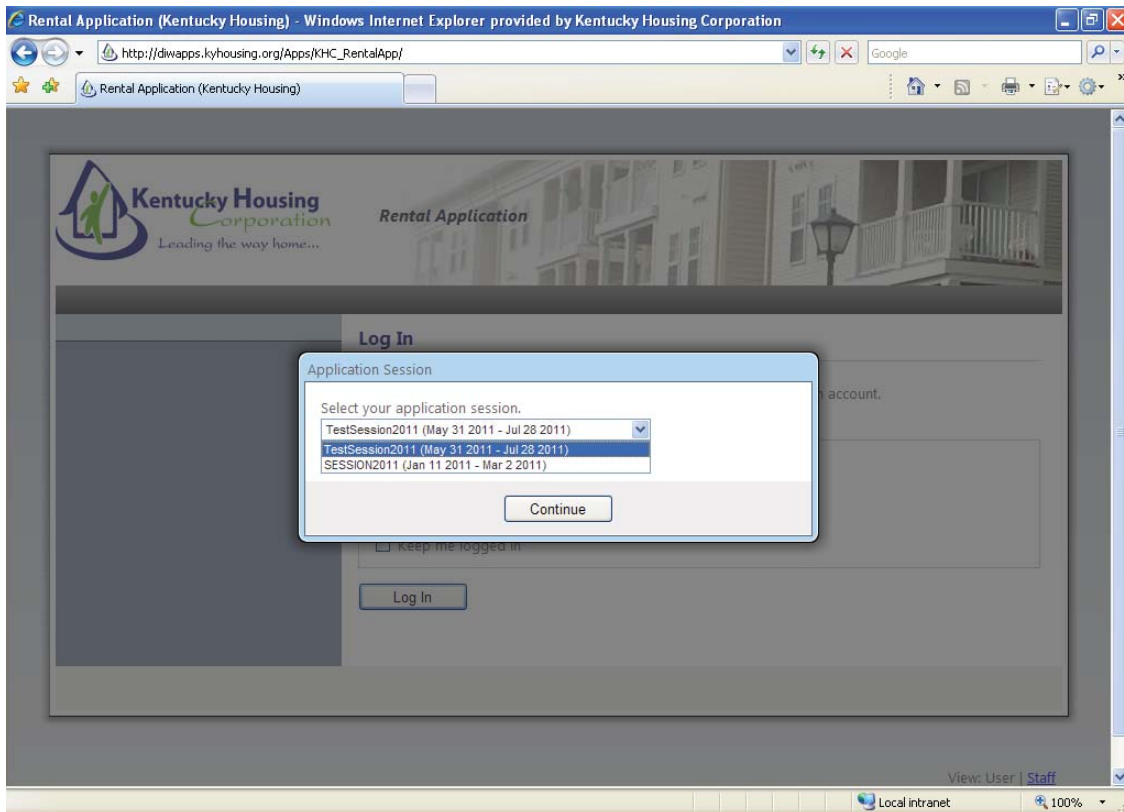 Rental Application (Kentucky Housing) - Windows Internet Explorer provided by Kentucky Housing Corporation
http://diwapps.kyhousing.org/Apps/KHC_RentalApp/
Google
Rental Application (Kentucky Housing)
Kentucky Housing
Corporation
Leading the way home...
Rental Application
Log In
account.
Application Session
Select your application session.
TestSession2011 (May 31 2011 - Jul 28 2011)
TestSession2011 (May 31 2011 - Jul 28 2011)
SESSION2011 (Jan 11 2011 - Mar 2 2011)
Continue
Keep me logged in
Log In
View: User | Staff
Local intranet
100%